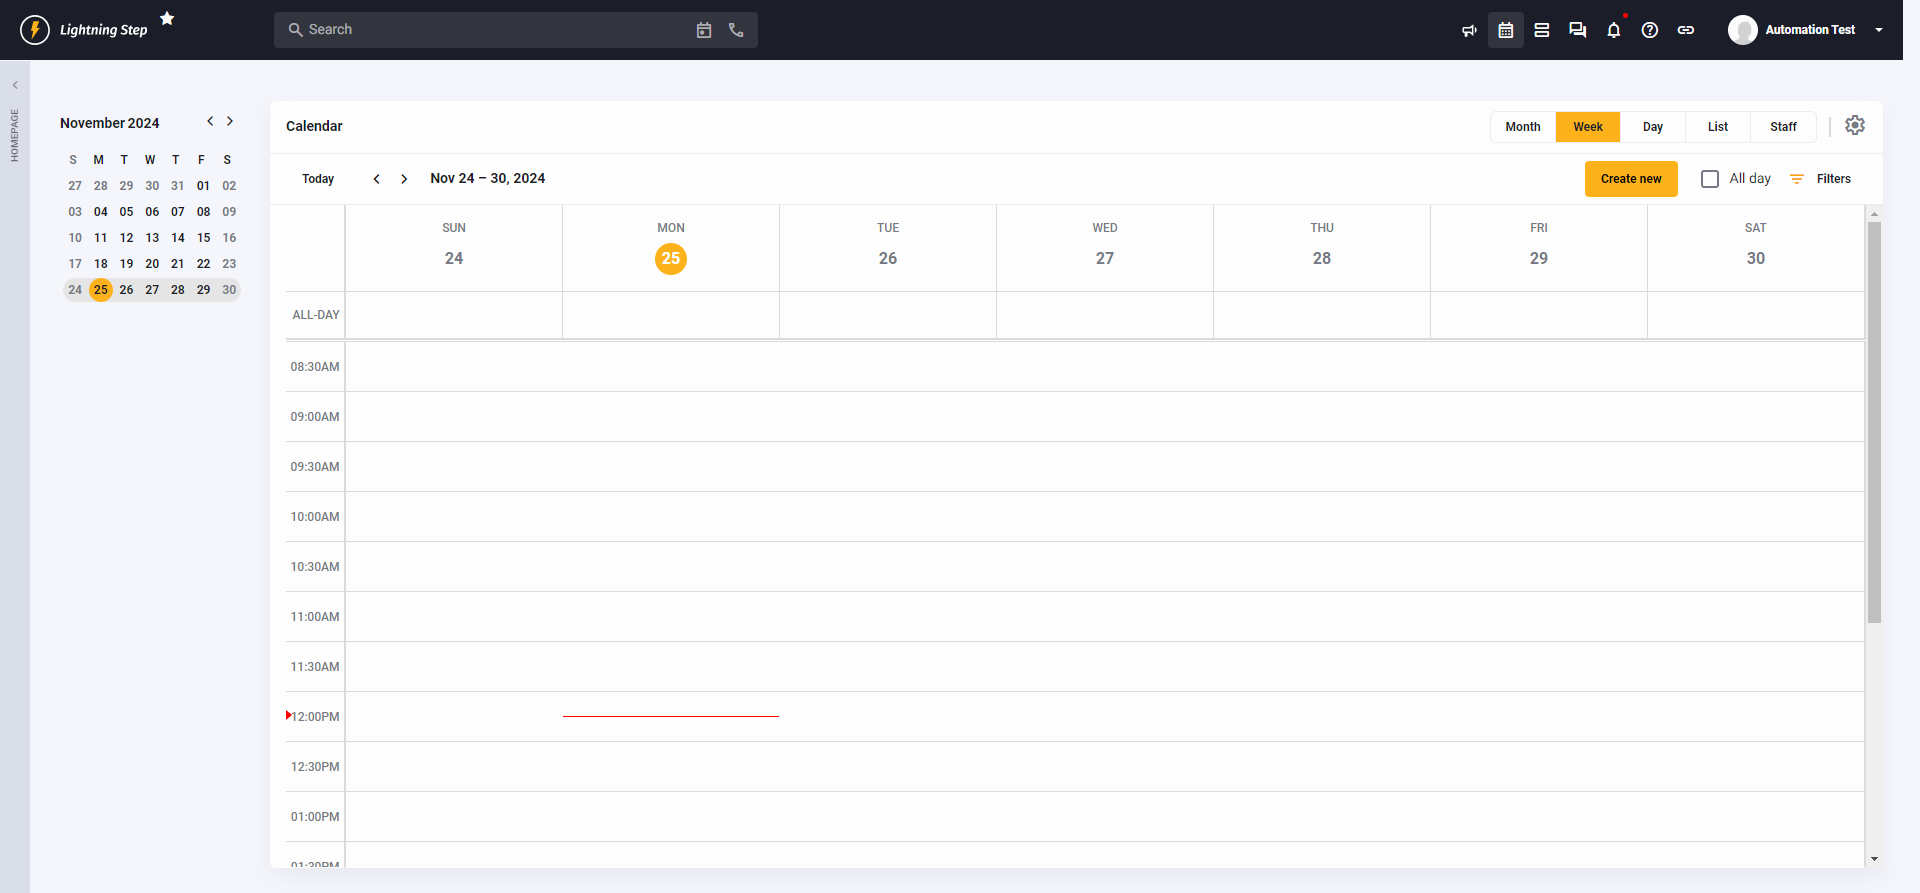 Lightning Step
Search
Automation Test
HOMEPAGE
November 2024
S M T W T F S
27 28 29 30 31 01 02
03 04 05 06 07 08 09
10 11 12 13 14 15 16
17 18 19 20 21 22 23
24 25 26 27 28 29 30
Calendar
Month Week Day List Staff
Today Nov 24 – 30, 2024 Create new All day Filters
SUN MON TUE WED THU FRI SAT
24 25 26 27 28 29 30
ALL-DAY
08:30AM
09:00AM
09:30AM
10:00AM
10:30AM
11:00AM
11:30AM
12:00PM
12:30PM
01:00PM
01:30PM